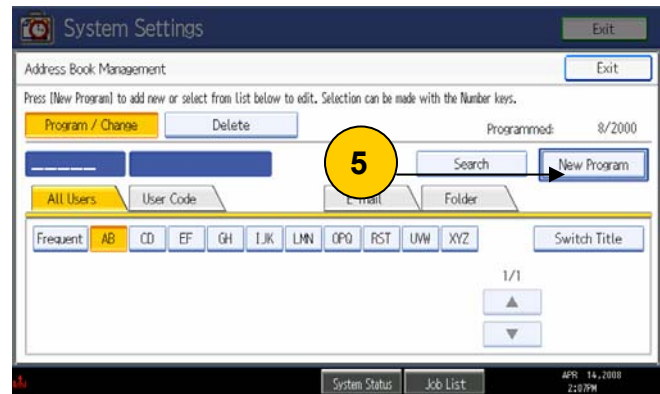 System Settings Exit
Address Book Management Exit
Press [New Program] to add new or select from list below to edit. Selection can be made with the Number keys.
Program / Change Delete Programmed: 8/2000
_____ 5 Search New Program
All Users User Code E-mail Folder
Frequent AB CD EF GH IJK LMN OPQ RST UVW XYZ Switch Title
1/1
▲
▼
System Status Job List APR 14,2008
2:07PM